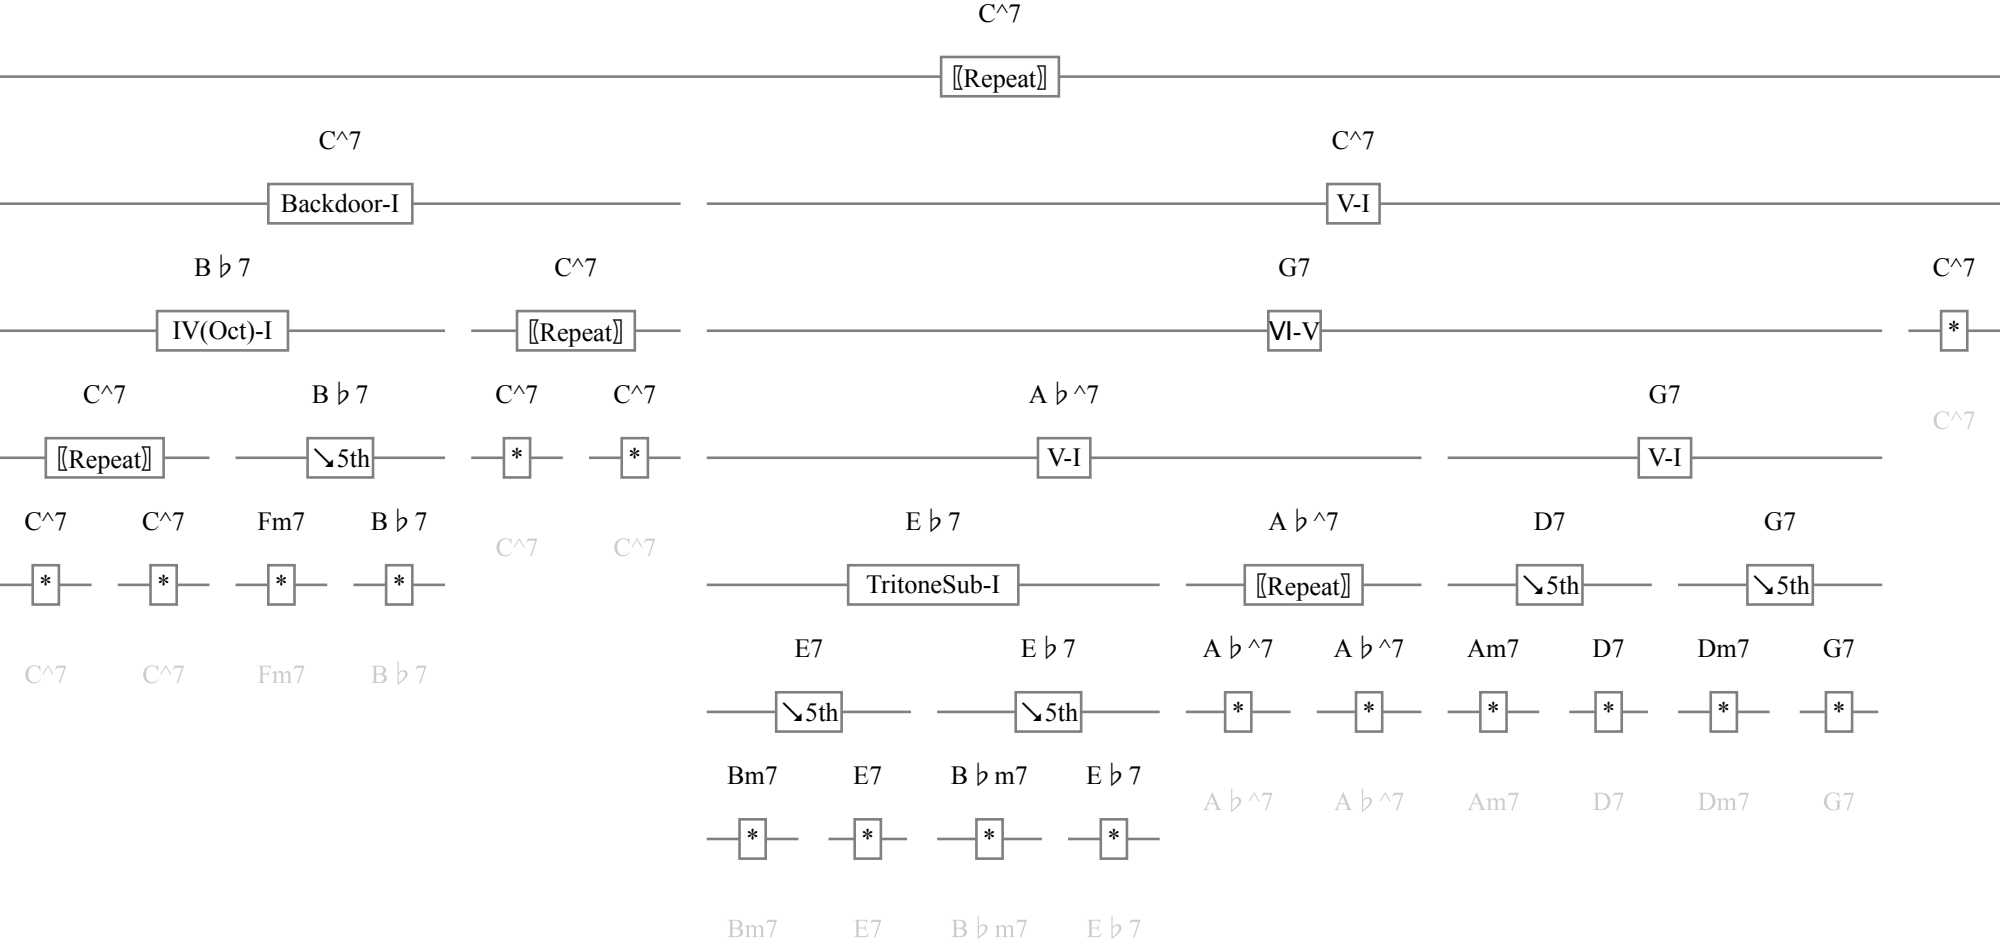 C^7
⟦Repeat⟧
C^7 C^7
Backdoor-I V-I
B♭7 C^7 G7 C^7
IV(Oct)-I ⟦Repeat⟧ Ⅵ-V *
C^7 B♭7 C^7 C^7 A♭^7 G7 C^7
⟦Repeat⟧ ↘5th * * V-I V-I
C^7 C^7 Fm7 B♭7 C^7 C^7 E♭7 A♭^7 D7 G7
* * * * TritoneSub-I ⟦Repeat⟧ ↘5th ↘5th
C^7 C^7 Fm7 B♭7 E7 E♭7 A♭^7 A♭^7 Am7 D7 Dm7 G7
↘5th ↘5th * * * * * *
Bm7 E7 B♭m7 E♭7 A♭^7 A♭^7 Am7 D7 Dm7 G7
* * * *
Bm7 E7 B♭m7 E♭7